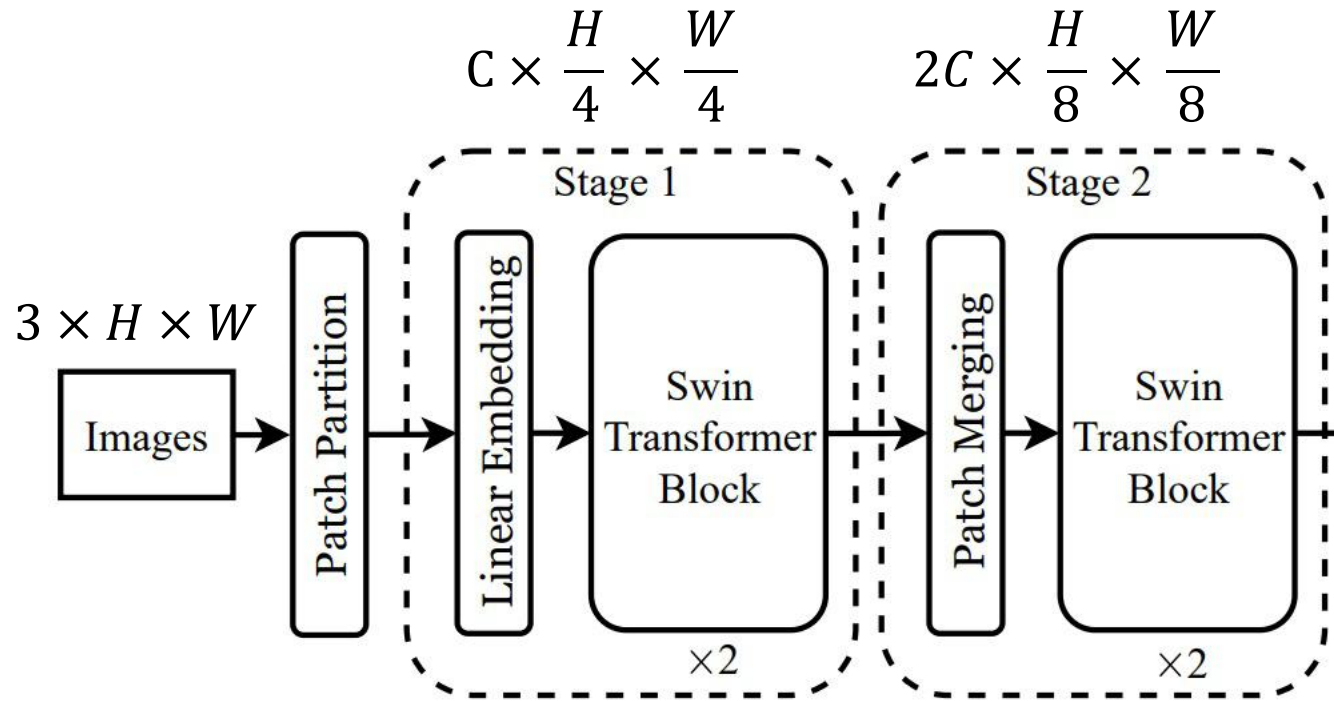 C × H/4 × W/4
2C × H/8 × W/8
Stage 1
Stage 2
3 × H × W
Images
Patch Partition
Linear Embedding
Swin
Transformer
Block
×2
Patch Merging
Swin
Transformer
Block
×2